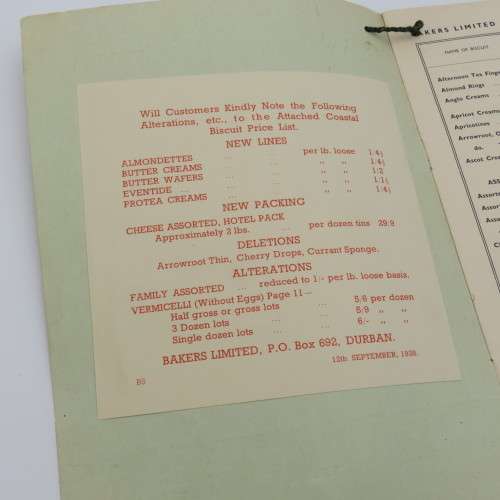 Will Customers Kindly Note the Following
Alterations, etc., to the Attached Coastal
Biscuit Price List.
NEW LINES
ALMONDETTES ... ... per lb. loose 1/4½
BUTTER CREAMS ... ... ,, ,, 1/4½
BUTTER WAFERS ... ... ,, ,, 1/2
EVENTIDE ... ... ... ,, ,, 1/1½
PROTEA CREAMS ... ... ,, ,, 1/4½
NEW PACKING
CHEESE ASSORTED, HOTEL PACK
Approximately 2 lbs. ... per dozen tins 29/9
DELETIONS
Arrowroot Thin, Cherry Drops, Currant Sponge.
ALTERATIONS
FAMILY ASSORTED ... reduced to 1/- per lb. loose basis.
VERMICELLI (Without Eggs) Page 11—
Half gross or gross lots ... 5/6 per dozen
3 Dozen lots ... ... 5/9 ,, ,,
Single dozen lots ... ... 6/- ,, ,,
BAKERS LIMITED, P.O. Box 692, DURBAN.
12th SEPTEMBER, 1938.
BAKERS LIMITED
NAME OF BISCUIT
Afternoon Tea
Almond Rings
Anglo Creams
Apricot Creams
Apricotines
Arrowroot,
do.
Ascot